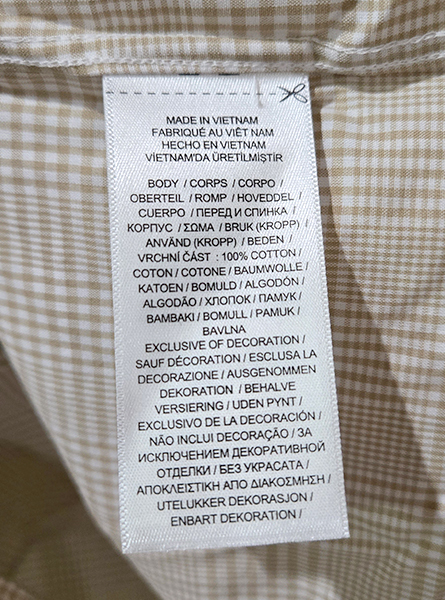 MADE IN VIETNAM
FABRIQUÉ AU VIÊT NAM
HECHO EN VIETNAM
VİETNAM'DA ÜRETİLMİŞTİR
BODY / CORPS / CORPO /
OBERTEIL / ROMP / HOVEDDEL /
CUERPO / ПЕРЕД И СПИНКА /
КОРПУС / ΣΩΜΑ / BRUK (KROPP) /
ANVÄND (KROPP) / BEDEN /
VRCHNÍ ČÁST : 100% COTTON /
COTON / COTONE / BAUMWOLLE /
KATOEN / BOMULD / ALGODÓN /
ALGODÃO / ХЛОПОК / ПАМУК /
ΒΑΜΒΑΚΙ / BOMULL / PAMUK /
BAVLNA
EXCLUSIVE OF DECORATION /
SAUF DÉCORATION / ESCLUSA LA
DECORAZIONE / AUSGENOMMEN
DEKORATION / BEHALVE
VERSIERING / UDEN PYNT /
EXCLUSIVO DE LA DECORACIÓN /
NÃO INCLUI DECORAÇÃO / ЗА
ИСКЛЮЧЕНИЕМ ДЕКОРАТИВНОЙ
ОТДЕЛКИ / БЕЗ УКРАСАТА /
ΑΠΟΚΛΕΙΣΤΙΚΗ ΑΠΟ ΔΙΑΚΟΣΜΗΣΗ /
UTELUKKER DEKORASJON /
ENBART DEKORATION /